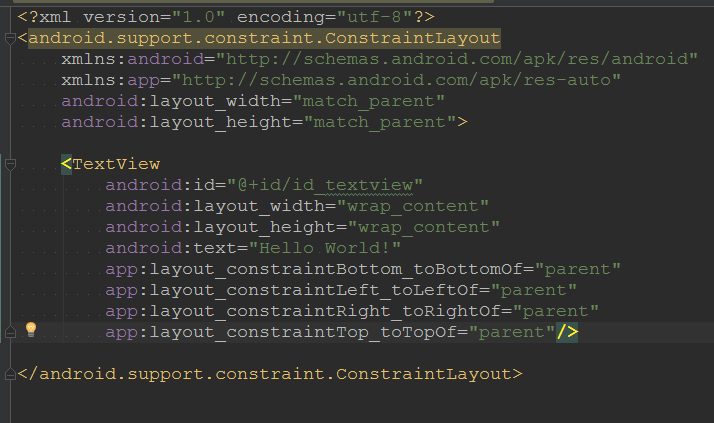 <?xml version="1.0" encoding="utf-8"?>
<android.support.constraint.ConstraintLayout
    xmlns:android="http://schemas.android.com/apk/res/android"
    xmlns:app="http://schemas.android.com/apk/res-auto"
    android:layout_width="match_parent"
    android:layout_height="match_parent">

    <TextView
        android:id="@+id/id_textview"
        android:layout_width="wrap_content"
        android:layout_height="wrap_content"
        android:text="Hello World!"
        app:layout_constraintBottom_toBottomOf="parent"
        app:layout_constraintLeft_toLeftOf="parent"
        app:layout_constraintRight_toRightOf="parent"
        app:layout_constraintTop_toTopOf="parent"/>

</android.support.constraint.ConstraintLayout>